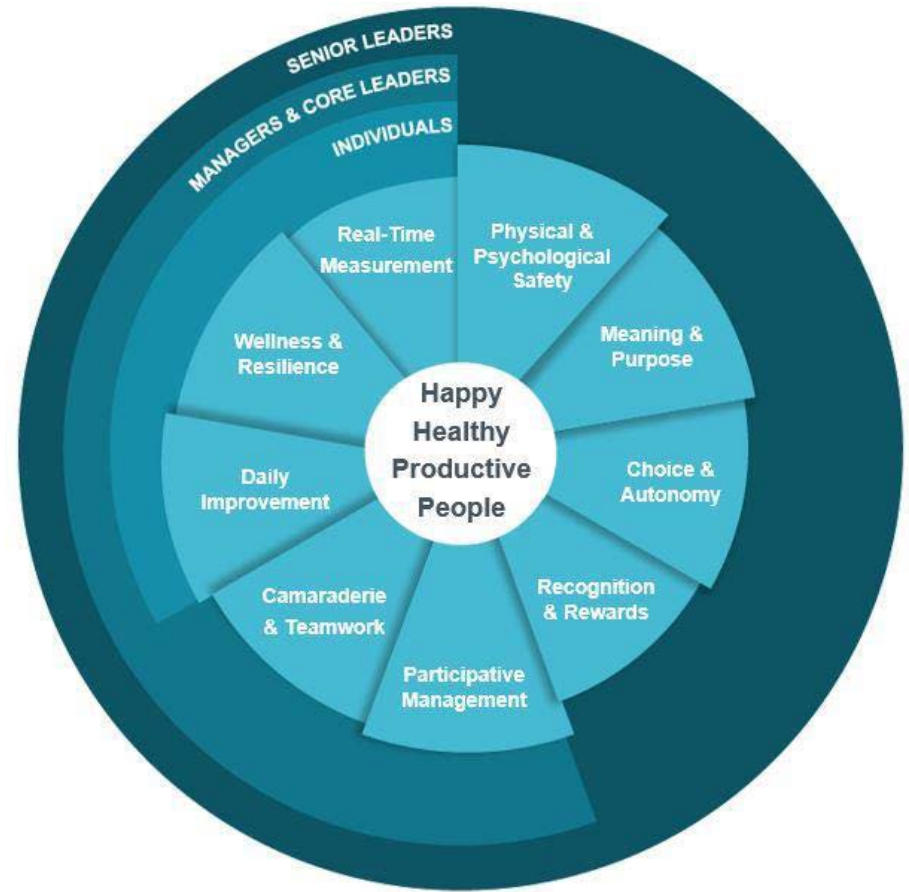 SENIOR LEADERS
MANAGERS & CORE LEADERS
INDIVIDUALS
Real-Time
Measurement
Physical &
Psychological
Safety
Meaning &
Purpose
Choice &
Autonomy
Recognition
& Rewards
Participative
Management
Camaraderie
& Teamwork
Daily
Improvement
Wellness &
Resilience
Happy
Healthy
Productive
People